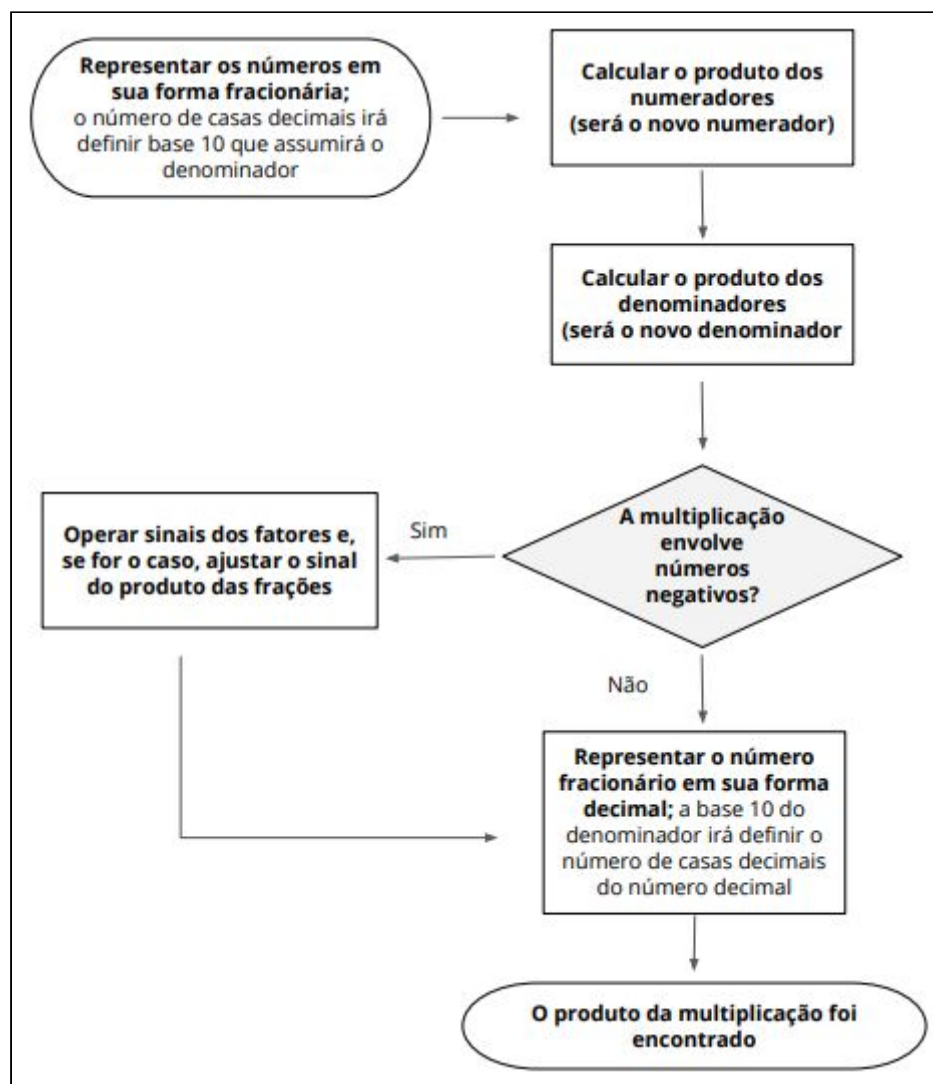 Representar os números em
sua forma fracionária;
o número de casas decimais irá
definir base 10 que assumirá o
denominador
Calcular o produto dos
numeradores
(será o novo numerador)
Calcular o produto dos
denominadores
(será o novo denominador
A multiplicação
envolve
números
negativos?
Sim
Operar sinais dos fatores e,
se for o caso, ajustar o sinal
do produto das frações
Não
Representar o número
fracionário em sua forma
decimal; a base 10 do
denominador irá definir o
número de casas decimais
do número decimal
O produto da multiplicação foi
encontrado